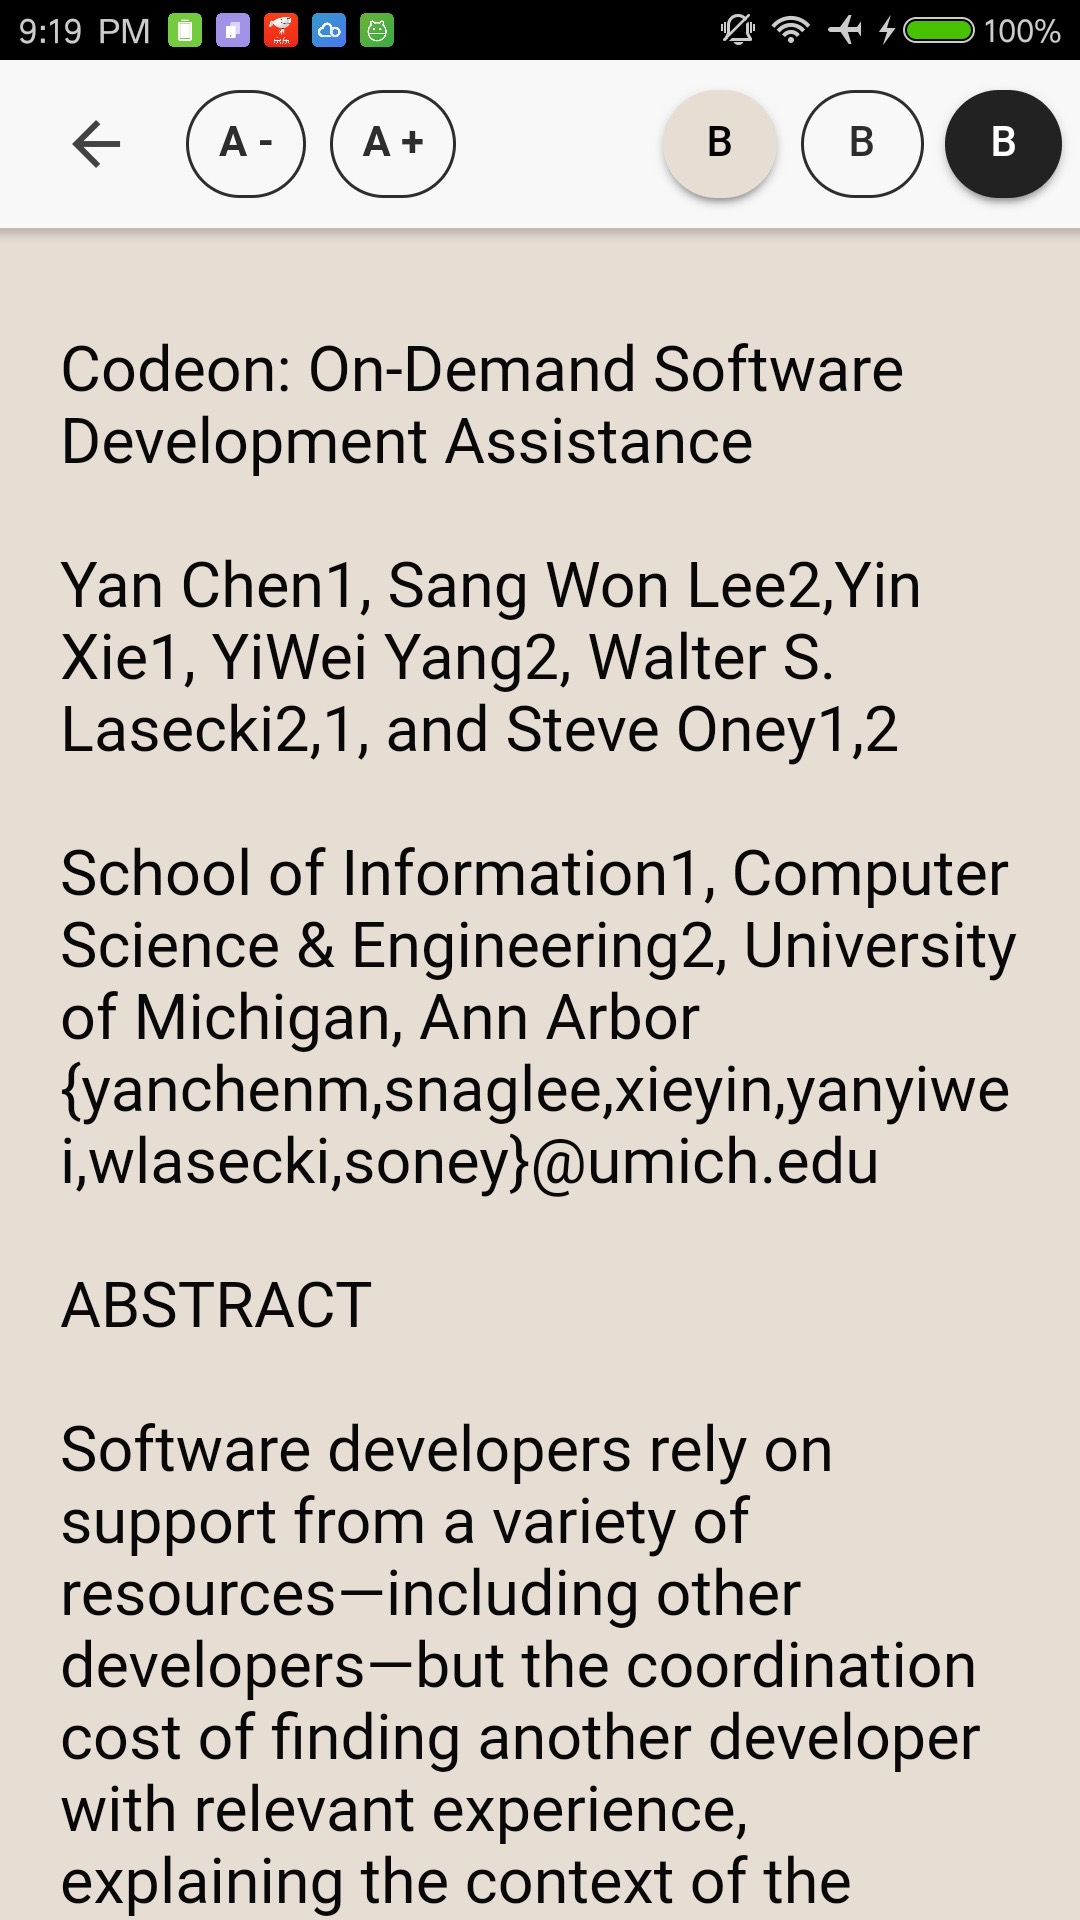 9:19 PM 100%
A - A + B B B
Codeon: On-Demand Software
Development Assistance
Yan Chen1, Sang Won Lee2,Yin
Xie1, YiWei Yang2, Walter S.
Lasecki2,1, and Steve Oney1,2
School of Information1, Computer
Science & Engineering2, University
of Michigan, Ann Arbor
{yanchenm,snaglee,xieyin,yanyiwe
i,wlasecki,soney}@umich.edu
ABSTRACT
Software developers rely on
support from a variety of
resources—including other
developers—but the coordination
cost of finding another developer
with relevant experience,
explaining the context of the